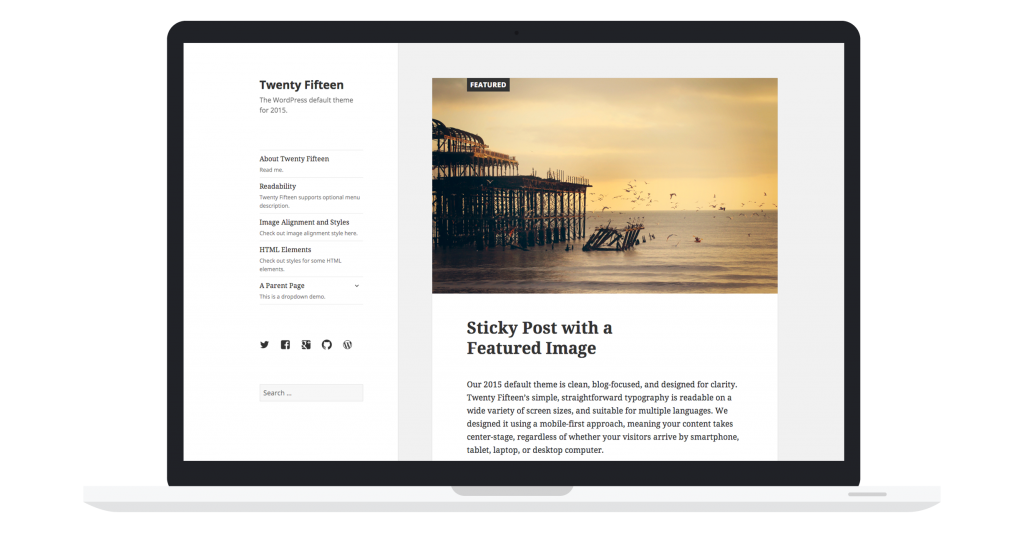 Twenty Fifteen
The WordPress default theme
for 2015.
About Twenty Fifteen
Read me.
Readability
Twenty Fifteen supports optional menu
description.
Image Alignment and Styles
Check out image alignment style here.
HTML Elements
Check out styles for some HTML
elements.
A Parent Page
This is a dropdown demo.
Search ...
FEATURED
Sticky Post with a
Featured Image
Our 2015 default theme is clean, blog-focused, and designed for clarity.
Twenty Fifteen's simple, straightforward typography is readable on a
wide variety of screen sizes, and suitable for multiple languages. We
designed it using a mobile-first approach, meaning your content takes
center-stage, regardless of whether your visitors arrive by smartphone,
tablet, laptop, or desktop computer.